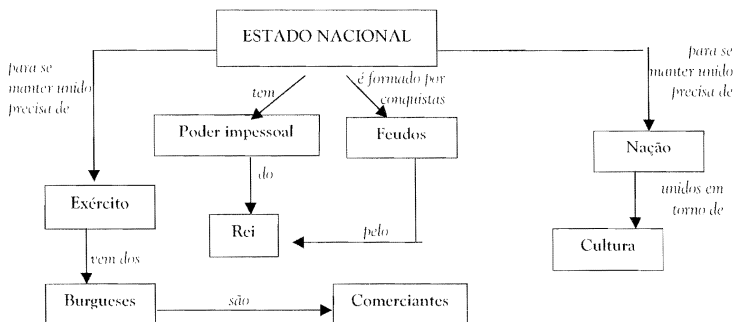 ESTADO NACIONAL
para se
manter unido
precisa de
tem
é formado por
conquistas
para se
manter unido
precisa de
Poder impessoal
Feudos
Nação
do
unidos em
torno de
Exército
Rei
pelo
Cultura
vem dos
Burgueses
são
Comerciantes